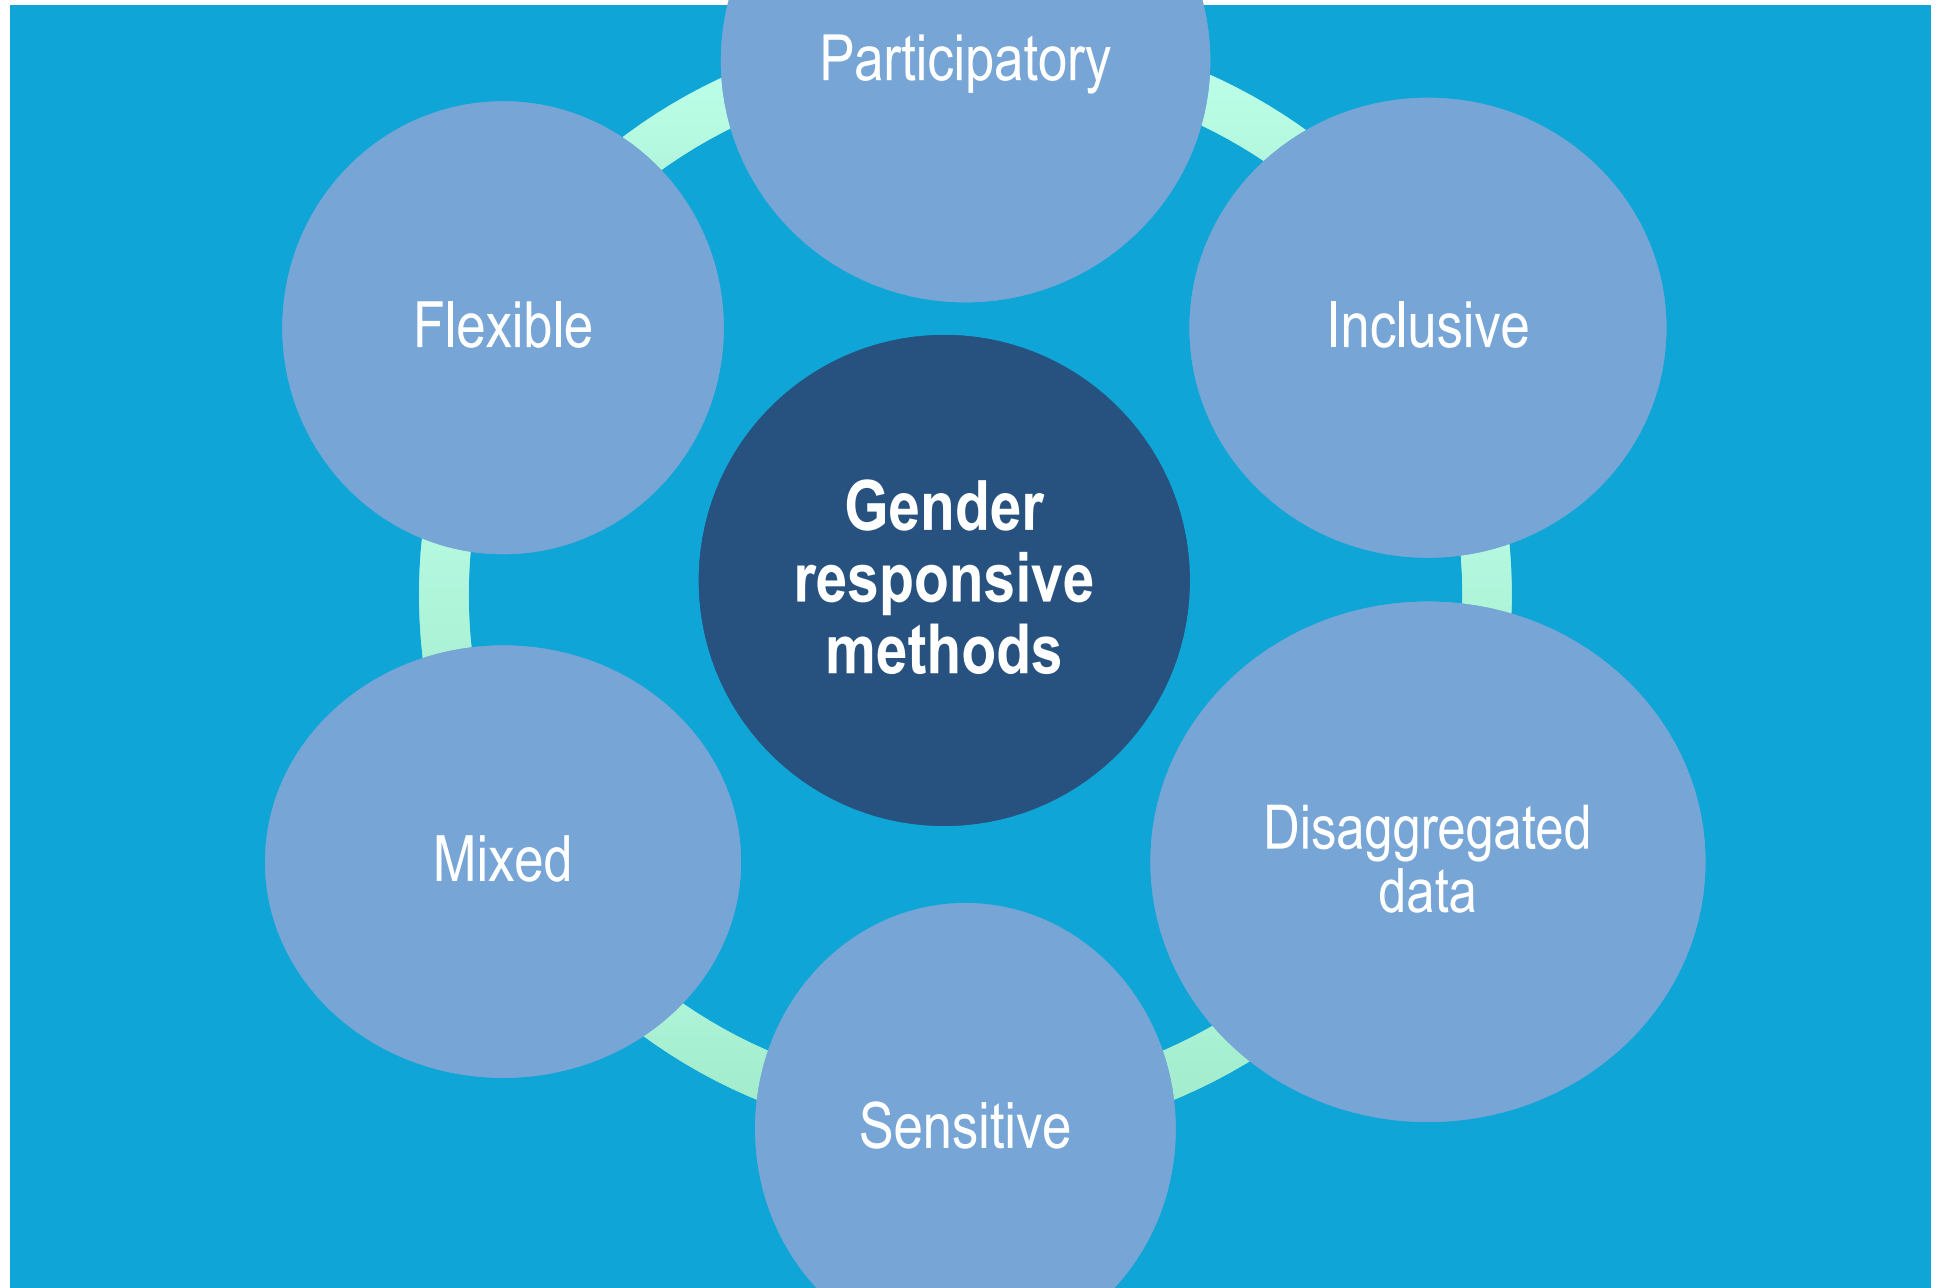 Participatory
Flexible
Inclusive
Gender
responsive
methods
Disaggregated
data
Mixed
Sensitive